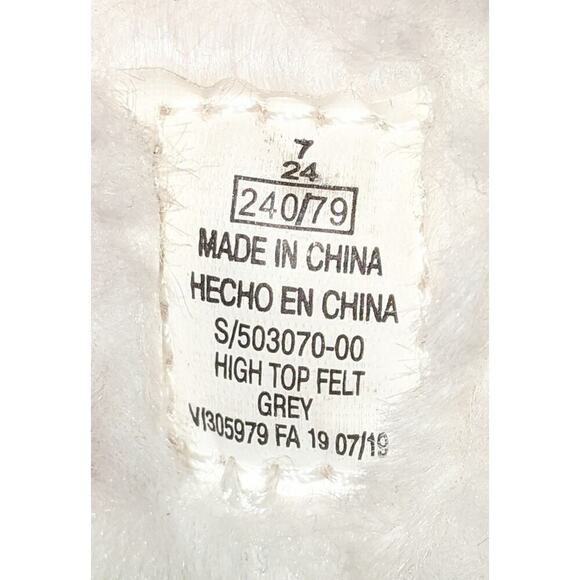 7
24
240/79
MADE IN CHINA
HECHO EN CHINA
S/503070-00
HIGH TOP FELT
GREY
V1305979 FA 19 07/19